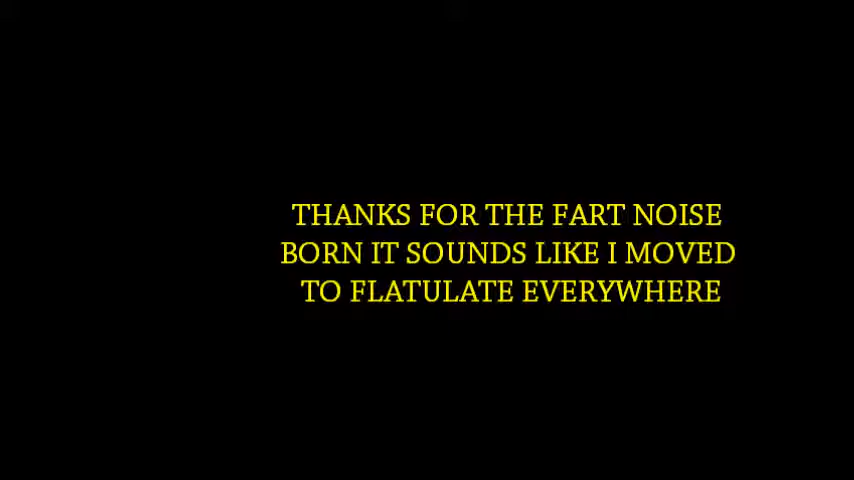 THANKS FOR THE FART NOISE
BORN IT SOUNDS LIKE I MOVED
TO FLATULATE EVERYWHERE